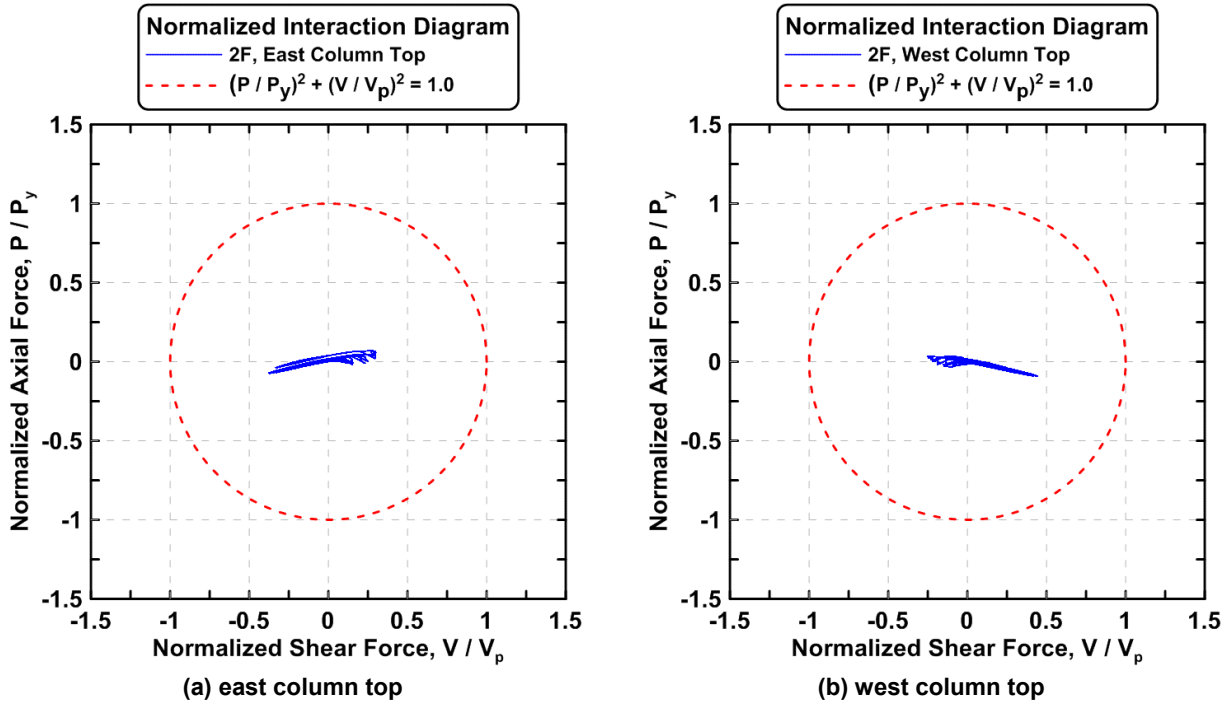 Normalized Interaction Diagram
2F, East Column Top
(P / Py)2 + (V / Vp)2 = 1.0
1.5
1
0.5
0
-0.5
-1
-1.5
Normalized Axial Force, P / Py
-1.5 -1 -0.5 0 0.5 1 1.5
Normalized Shear Force, V / Vp
(a) east column top
Normalized Interaction Diagram
2F, West Column Top
(P / Py)2 + (V / Vp)2 = 1.0
1.5
1
0.5
0
-0.5
-1
-1.5
Normalized Axial Force, P / Py
-1.5 -1 -0.5 0 0.5 1 1.5
Normalized Shear Force, V / Vp
(b) west column top